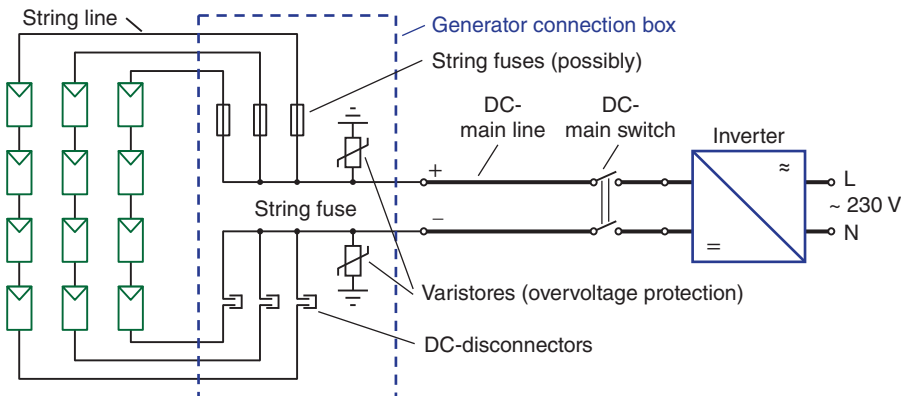 String line
Generator connection box
String fuses (possibly)
DC-
main line
DC-
main switch
Inverter
+
≈
L
~ 230 V
N
=
String fuse
−
Varistores (overvoltage protection)
DC-disconnectors